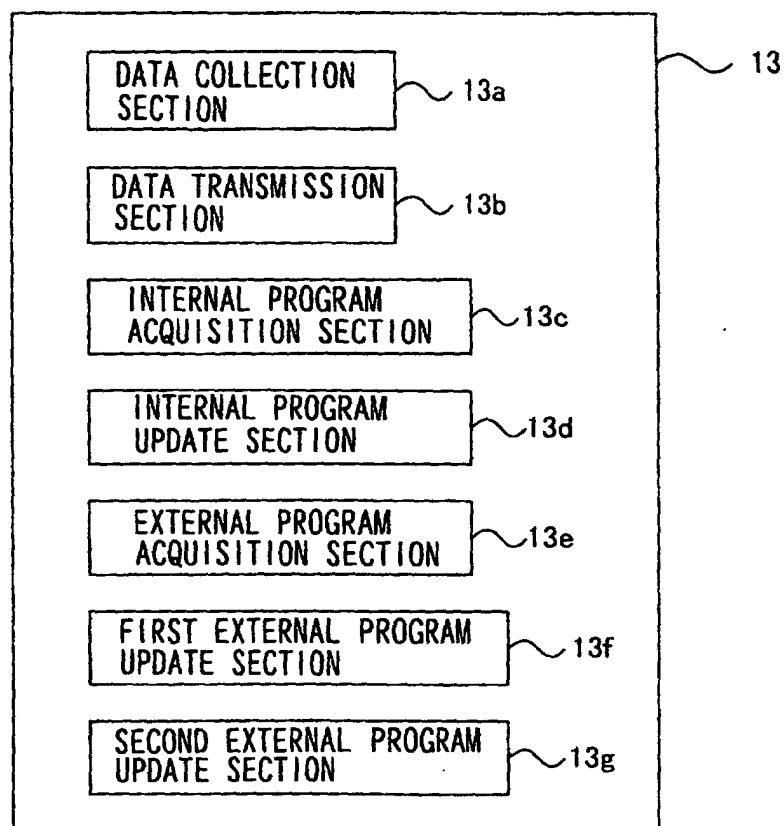 13
DATA COLLECTION
SECTION
13a
DATA TRANSMISSION
SECTION
13b
INTERNAL PROGRAM
ACQUISITION SECTION
13c
INTERNAL PROGRAM
UPDATE SECTION
13d
EXTERNAL PROGRAM
ACQUISITION SECTION
13e
FIRST EXTERNAL PROGRAM
UPDATE SECTION
13f
SECOND EXTERNAL PROGRAM
UPDATE SECTION
13g